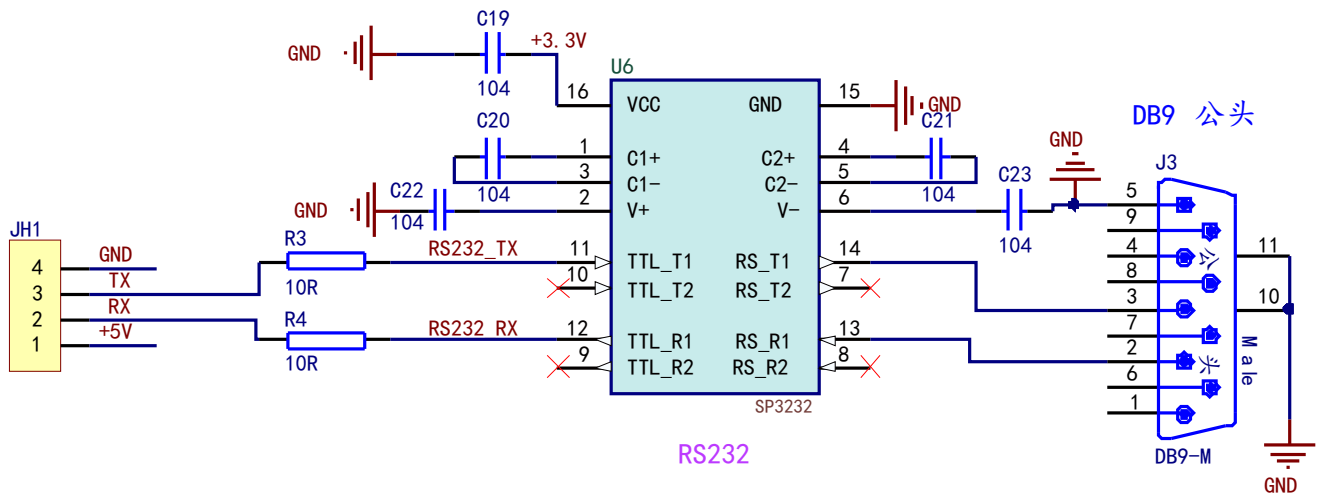 C19
GND
+3.3V
104
U6
16
VCC
GND
15
GND
C20
1
C1+
C2+
4
C21
104
3
C1-
C2-
5
104
C22
GND
104
2
V+
V-
6
C23
104
GND
DB9 公头
J3
JH1
4
GND
3
TX
2
RX
1
+5V
R3
10R
RS232_TX
11
TTL_T1
RS_T1
14
10
TTL_T2
RS_T2
7
R4
10R
RS232_RX
12
TTL_R1
RS_R1
13
9
TTL_R2
RS_R2
8
SP3232
RS232
5
9
4
8
3
7
2
6
1
公
头
Male
11
10
DB9-M
GND